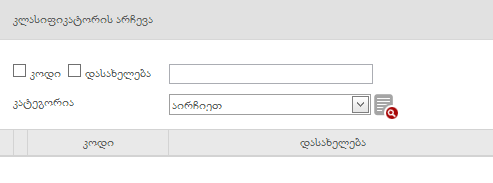 კლასიფიკატორის არჩევა
კოდი დასახელება
კატეგორია აირჩიეთ
კოდი დასახელება